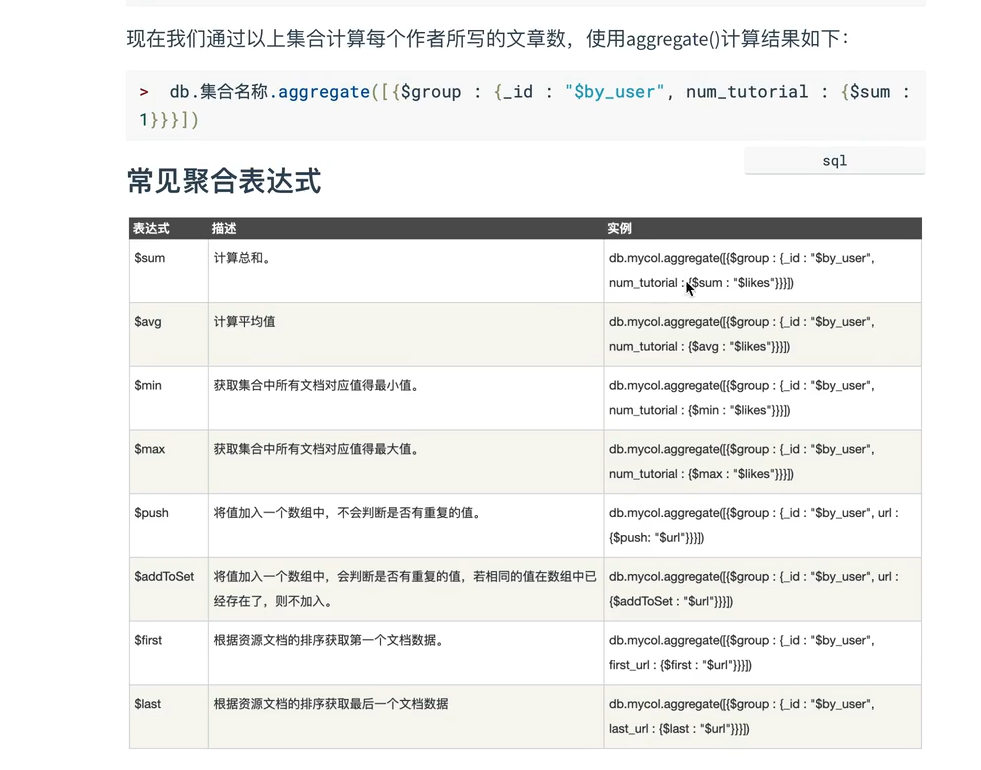 现在我们通过以上集合计算每个作者所写的文章数，使用aggregate()计算结果如下：
> db.集合名称.aggregate([{$group : {_id : "$by_user", num_tutorial : {$sum :
1}}}])
sql
常见聚合表达式
表达式 描述 实例
$sum 计算总和。 db.mycol.aggregate([{$group : {_id : "$by_user",
num_tutorial : {$sum : "$likes"}}}])
$avg 计算平均值 db.mycol.aggregate([{$group : {_id : "$by_user",
num_tutorial : {$avg : "$likes"}}}])
$min 获取集合中所有文档对应值得最小值。 db.mycol.aggregate([{$group : {_id : "$by_user",
num_tutorial : {$min : "$likes"}}}])
$max 获取集合中所有文档对应值得最大值。 db.mycol.aggregate([{$group : {_id : "$by_user",
num_tutorial : {$max : "$likes"}}}])
$push 将值加入一个数组中，不会判断是否有重复的值。 db.mycol.aggregate([{$group : {_id : "$by_user", url :
{$push: "$url"}}}])
$addToSet 将值加入一个数组中，会判断是否有重复的值，若相同的值在数组中已 db.mycol.aggregate([{$group : {_id : "$by_user", url :
经存在了，则不加入。 {$addToSet : "$url"}}}])
$first 根据资源文档的排序获取第一个文档数据。 db.mycol.aggregate([{$group : {_id : "$by_user",
first_url : {$first : "$url"}}}])
$last 根据资源文档的排序获取最后一个文档数据 db.mycol.aggregate([{$group : {_id : "$by_user",
last_url : {$last : "$url"}}}])